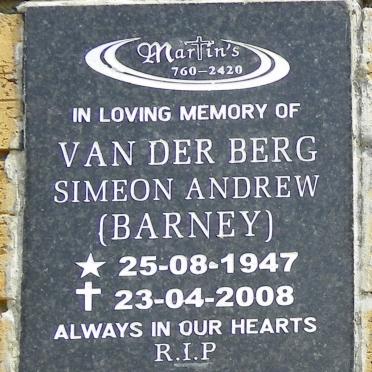 Martin's
760-2420
IN LOVING MEMORY OF
VAN DER BERG
SIMEON ANDREW
(BARNEY)
★ 25-08-1947
✝ 23-04-2008
ALWAYS IN OUR HEARTS
R.I.P